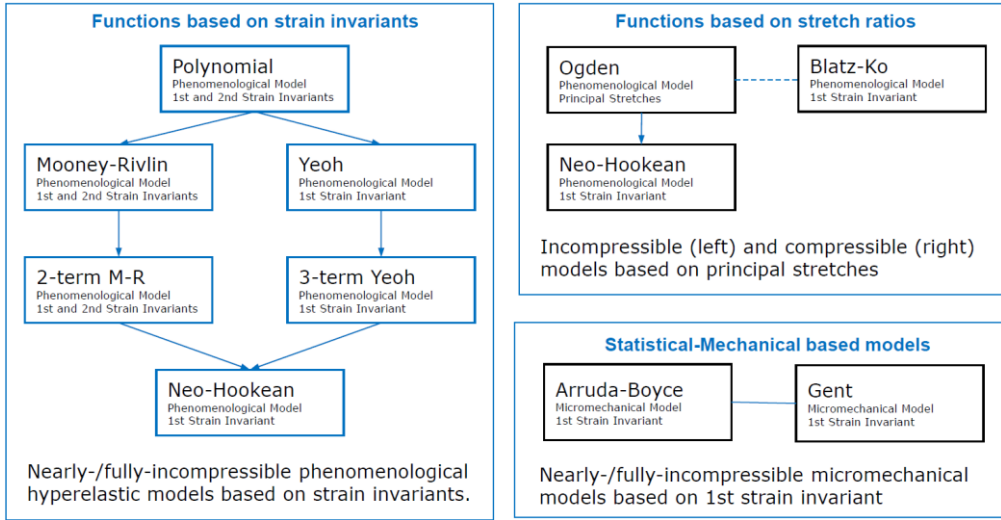 Functions based on strain invariants
Polynomial
Phenomenological Model
1st and 2nd Strain Invariants
Mooney-Rivlin
Phenomenological Model
1st and 2nd Strain Invariants
Yeoh
Phenomenological Model
1st Strain Invariant
2-term M-R
Phenomenological Model
1st and 2nd Strain Invariants
3-term Yeoh
Phenomenological Model
1st Strain Invariant
Neo-Hookean
Phenomenological Model
1st Strain Invariant
Nearly-/fully-incompressible phenomenological
hyperelastic models based on strain invariants.
Functions based on stretch ratios
Ogden
Phenomenological Model
Principal Stretches
Blatz-Ko
Phenomenological Model
1st Strain Invariant
Neo-Hookean
Phenomenological Model
1st Strain Invariant
Incompressible (left) and compressible (right)
models based on principal stretches
Statistical-Mechanical based models
Arruda-Boyce
Micromechanical Model
1st Strain Invariant
Gent
Micromechanical Model
1st Strain Invariant
Nearly-/fully-incompressible micromechanical
models based on 1st strain invariant